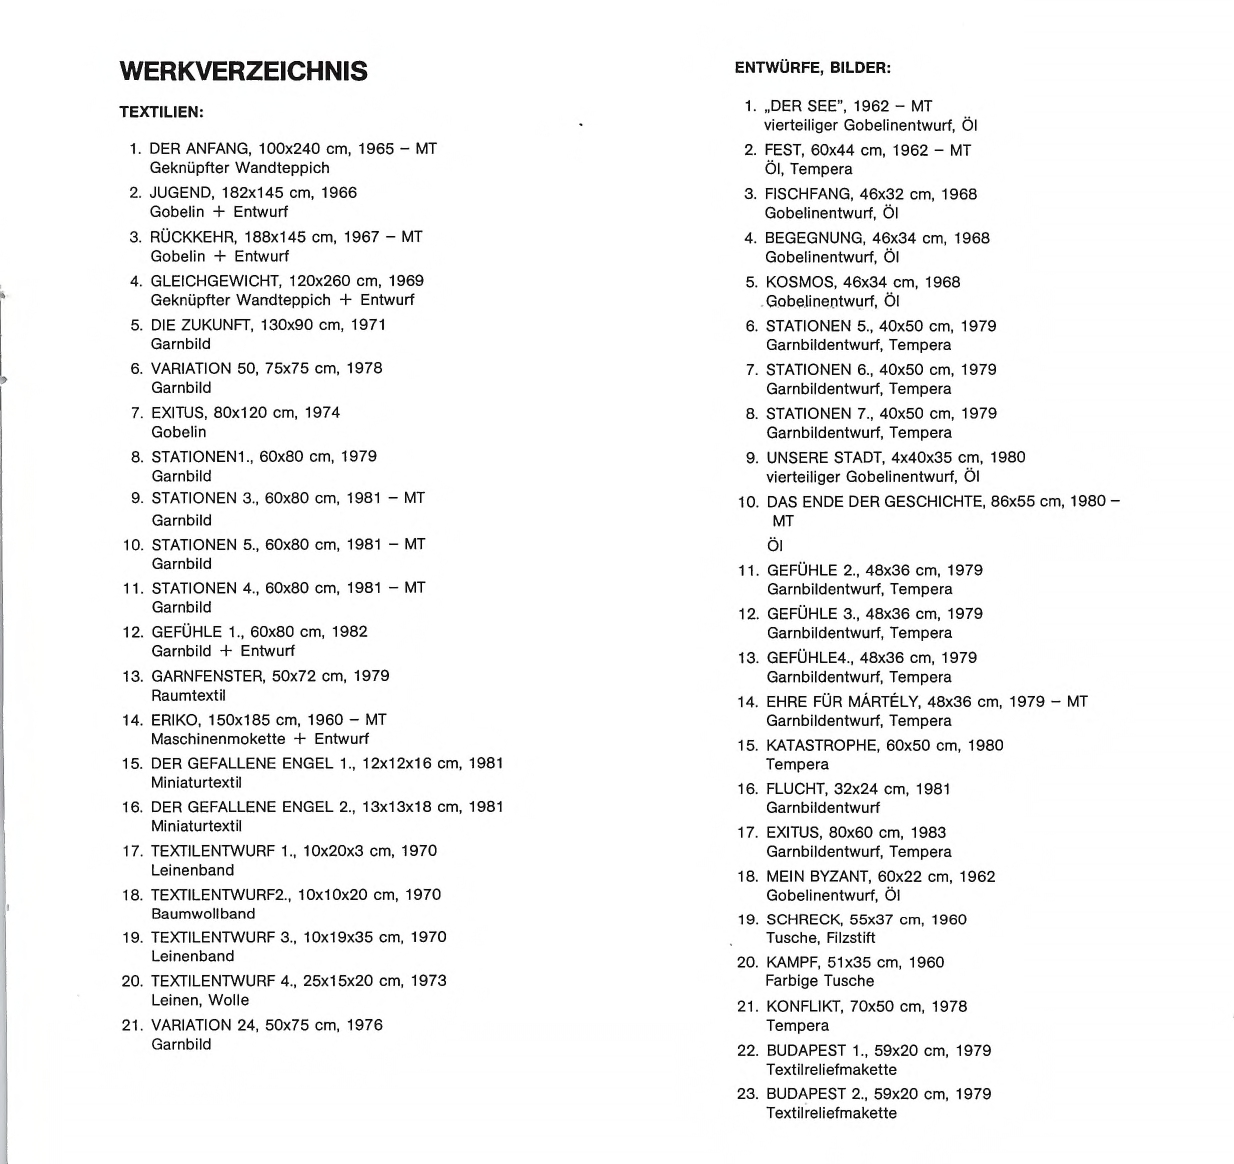 WERKVERZEICHNIS
TEXTILIEN:
1. DER ANFANG, 100x240 cm, 1965 – MT
Geknüpfter Wandteppich
2. JUGEND, 182x145 cm, 1966
Gobelin + Entwurf
3. RÜCKKEHR, 188x145 cm, 1967 – MT
Gobelin + Entwurf
4. GLEICHGEWICHT, 120x260 cm, 1969
Geknüpfter Wandteppich + Entwurf
5. DIE ZUKUNFT, 130x90 cm, 1971
Garnbild
6. VARIATION 50, 75x75 cm, 1978
Garnbild
7. EXITUS, 80x120 cm, 1974
Gobelin
8. STATIONEN1., 60x80 cm, 1979
Garnbild
9. STATIONEN 3., 60x80 cm, 1981 – MT
Garnbild
10. STATIONEN 5., 60x80 cm, 1981 – MT
Garnbild
11. STATIONEN 4., 60x80 cm, 1981 – MT
Garnbild
12. GEFÜHLE 1., 60x80 cm, 1982
Garnbild + Entwurf
13. GARNFENSTER, 50x72 cm, 1979
Raumtextil
14. ERIKO, 150x185 cm, 1960 – MT
Maschinenmokette + Entwurf
15. DER GEFALLENE ENGEL 1., 12x12x16 cm, 1981
Miniaturtextil
16. DER GEFALLENE ENGEL 2., 13x13x18 cm, 1981
Miniaturtextil
17. TEXTILENTWURF 1., 10x20x3 cm, 1970
Leinenband
18. TEXTILENTWURF2., 10x10x20 cm, 1970
Baumwollband
19. TEXTILENTWURF 3., 10x19x35 cm, 1970
Leinenband
20. TEXTILENTWURF 4., 25x15x20 cm, 1973
Leinen, Wolle
21. VARIATION 24, 50x75 cm, 1976
Garnbild
ENTWÜRFE, BILDER:
1. „DER SEE”, 1962 – MT
vierteiliger Gobelinentwurf, Öl
2. FEST, 60x44 cm, 1962 – MT
Öl, Tempera
3. FISCHFANG, 46x32 cm, 1968
Gobelinentwurf, Öl
4. BEGEGNUNG, 46x34 cm, 1968
Gobelinentwurf, Öl
5. KOSMOS, 46x34 cm, 1968
Gobelinentwurf, Öl
6. STATIONEN 5., 40x50 cm, 1979
Garnbildentwurf, Tempera
7. STATIONEN 6., 40x50 cm, 1979
Garnbildentwurf, Tempera
8. STATIONEN 7., 40x50 cm, 1979
Garnbildentwurf, Tempera
9. UNSERE STADT, 4x40x35 cm, 1980
vierteiliger Gobelinentwurf, Öl
10. DAS ENDE DER GESCHICHTE, 86x55 cm, 1980 –
MT
Öl
11. GEFÜHLE 2., 48x36 cm, 1979
Garnbildentwurf, Tempera
12. GEFÜHLE 3., 48x36 cm, 1979
Garnbildentwurf, Tempera
13. GEFÜHLE4., 48x36 cm, 1979
Garnbildentwurf, Tempera
14. EHRE FÜR MÁRTÉLY, 48x36 cm, 1979 – MT
Garnbildentwurf, Tempera
15. KATASTROPHE, 60x50 cm, 1980
Tempera
16. FLUCHT, 32x24 cm, 1981
Garnbildentwurf
17. EXITUS, 80x60 cm, 1983
Garnbildentwurf, Tempera
18. MEIN BYZANT, 60x22 cm, 1962
Gobelinentwurf, Öl
19. SCHRECK, 55x37 cm, 1960
Tusche, Filzstift
20. KAMPF, 51x35 cm, 1960
Farbige Tusche
21. KONFLIKT, 70x50 cm, 1978
Tempera
22. BUDAPEST 1., 59x20 cm, 1979
Textilreliefmakette
23. BUDAPEST 2., 59x20 cm, 1979
Textilreliefmakette